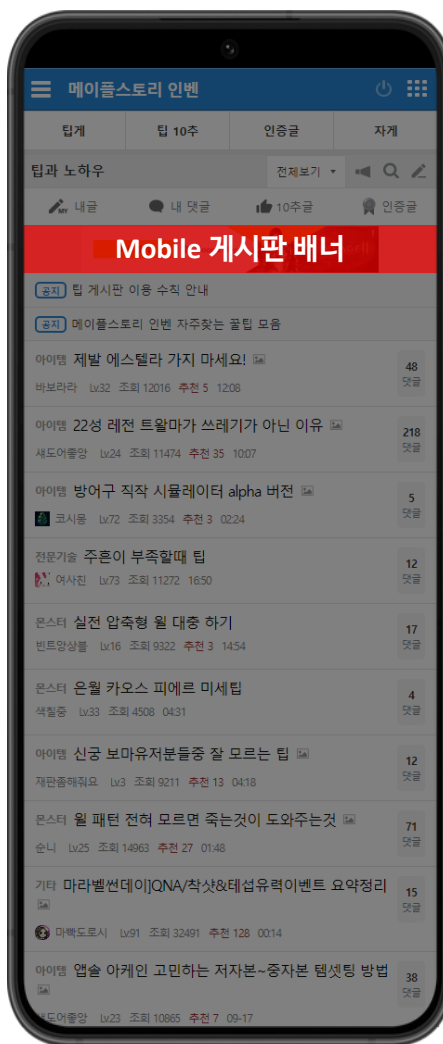 메이플스토리 인벤
팁게 팁 10추 인증글 자게
팁과 노하우 전체보기
MY 내글 내 댓글 10추글 인증글
Mobile 게시판 배너
공지 팁 게시판 이용 수칙 안내
공지 메이플스토리 인벤 자주찾는 꿀팁 모음
아이템 제발 에스텔라 가지 마세요! 48
바보라라 Lv32 조회 12016 추천 5 12:08 댓글
아이템 22성 레전 트왈마가 쓰레기가 아닌 이유 218
섀도어좋앙 Lv24 조회 11474 추천 35 10:07 댓글
아이템 방어구 직작 시뮬레이터 alpha 버전 5
코시몽 Lv72 조회 3354 추천 3 02:24 댓글
전문기술 주흔이 부족할때 팁 12
여사친 Lv73 조회 11272 16:50 댓글
몬스터 실전 압축형 윌 대충 하기 17
빈트앙상블 Lv16 조회 9322 추천 3 14:54 댓글
몬스터 은월 카오스 피에르 미세팁 4
색칠중 Lv33 조회 4508 04:31 댓글
아이템 신궁 보마유저분들중 잘 모르는 팁 12
재판좀해줘요 Lv3 조회 9211 추천 13 04:18 댓글
몬스터 윌 패턴 전혀 모르면 죽는것이 도와주는것 71
순니 Lv25 조회 14963 추천 27 01:48 댓글
기타 마라벨썬데이]QNA/착샷&테섭유력이벤트 요약정리 15
댓글
마빡도로시 Lv91 조회 32491 추천 128 00:14
아이템 앱솔 아케인 고민하는 저자본~중자본 템셋팅 방법 38
댓글
섀도어좋앙 Lv23 조회 10865 추천 7 09-17